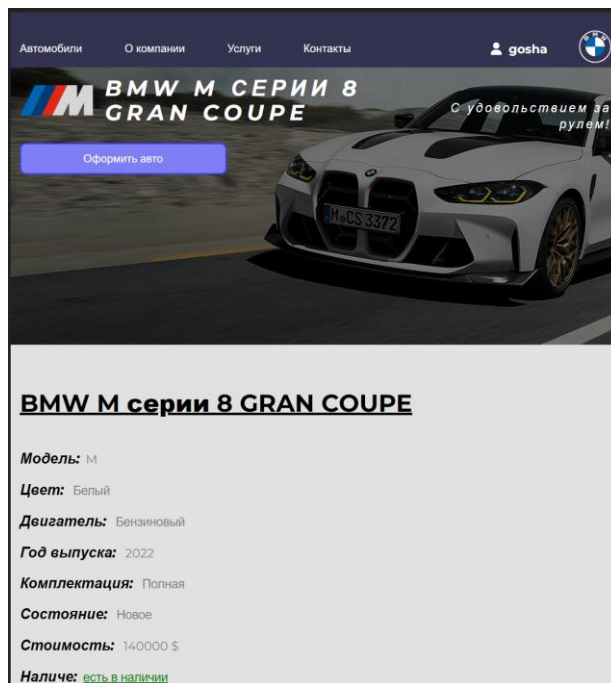 Автомобили О компании Услуги Контакты gosha
BMW
M BMW M СЕРИИ 8
GRAN COUPE
С удовольствием за
рулем!
Оформить авто
M CS 3372
BMW M серии 8 GRAN COUPE
Модель: M
Цвет: Белый
Двигатель: Бензиновый
Год выпуска: 2022
Комплектация: Полная
Состояние: Новое
Стоимость: 140000 $
Наличе: есть в наличии